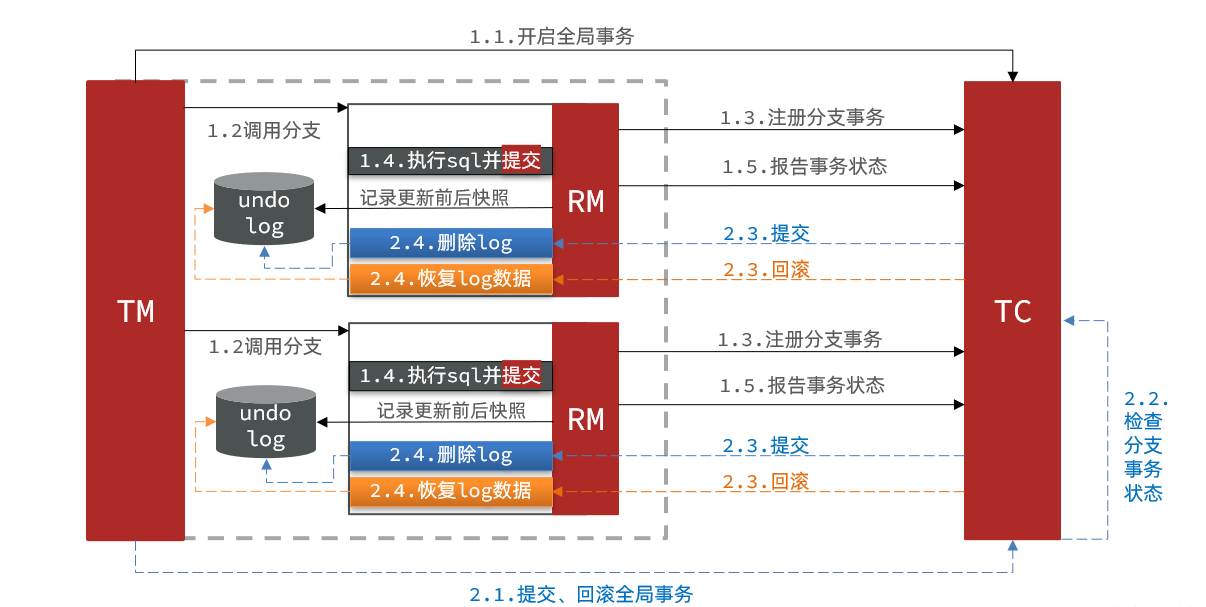 1.1.开启全局事务
TM
1.2调用分支
undo
log
1.4.执行sql并提交
记录更新前后快照
2.4.删除log
2.4.恢复log数据
RM
1.3.注册分支事务
1.5.报告事务状态
2.3.提交
2.3.回滚
1.2调用分支
undo
log
1.4.执行sql并提交
记录更新前后快照
2.4.删除log
2.4.恢复log数据
RM
1.3.注册分支事务
1.5.报告事务状态
2.3.提交
2.3.回滚
TC
2.2.
检查
分支
事务
状态
2.1.提交、回滚全局事务